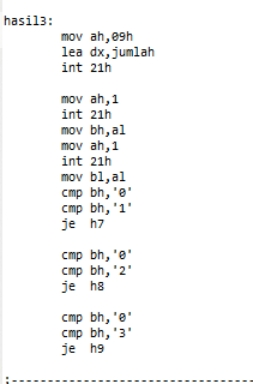 hasil3:
mov ah,09h
lea dx,jumlah
int 21h
mov ah,1
int 21h
mov bh,al
mov ah,1
int 21h
mov bl,al
cmp bh,'0'
cmp bh,'1'
je h7
cmp bh,'0'
cmp bh,'2'
je h8
cmp bh,'0'
cmp bh,'3'
je h9
;----------------------------------